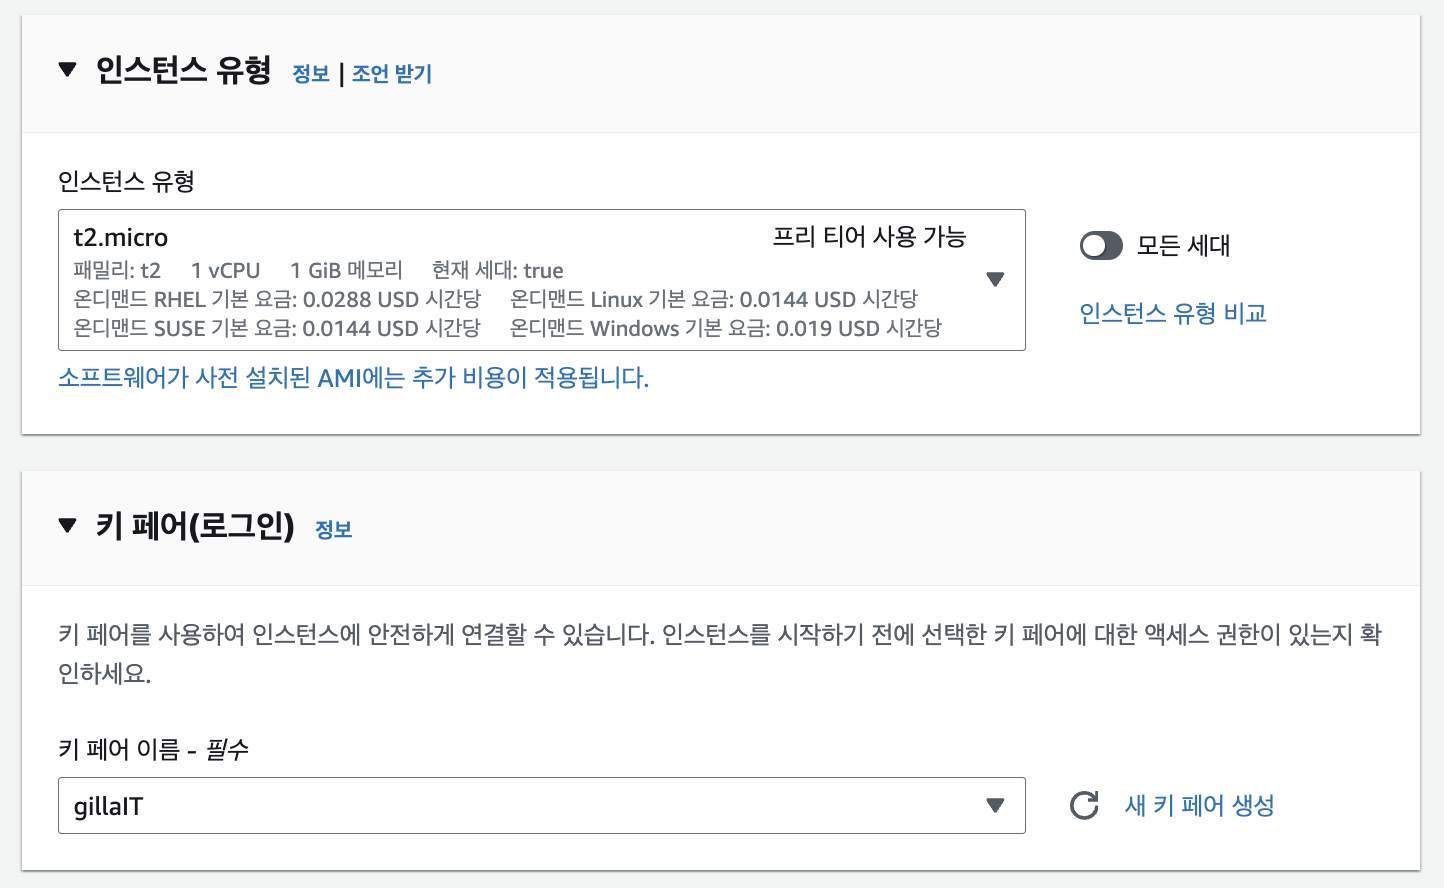 인스턴스 유형 정보 | 조언 받기
인스턴스 유형
t2.micro 프리 티어 사용 가능
패밀리: t2 1 vCPU 1 GiB 메모리 현재 세대: true
온디맨드 RHEL 기본 요금: 0.0288 USD 시간당 온디맨드 Linux 기본 요금: 0.0144 USD 시간당
온디맨드 SUSE 기본 요금: 0.0144 USD 시간당 온디맨드 Windows 기본 요금: 0.019 USD 시간당
모든 세대
인스턴스 유형 비교
소프트웨어가 사전 설치된 AMI에는 추가 비용이 적용됩니다.
키 페어(로그인) 정보
키 페어를 사용하여 인스턴스에 안전하게 연결할 수 있습니다. 인스턴스를 시작하기 전에 선택한 키 페어에 대한 액세스 권한이 있는지 확
인하세요.
키 페어 이름 - 필수
gillaIT
새 키 페어 생성